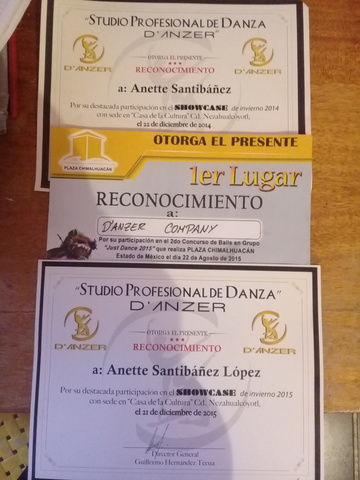 "STUDIO PROFESIONAL DE DANZA
D'ANZER"
D'ANZER
D'ANZER
OTORGA EL PRESENTE
RECONOCIMIENTO
a: Anette Santibáñez
Por su destacada participación en el SHOWCASE de invierno 2014
con sede en "Casa de la Cultura" Cd. Nezahualcóyotl.
el 22 de diciembre de 2014
PLAZA CHIMALHUACÁN
OTORGA EL PRESENTE
1er Lugar
RECONOCIMIENTO
a:
D'ANZER COMPANY
Por su participación en el 2do Concurso de Baile en Grupo
"Just Dance 2015" que realiza PLAZA CHIMALHUACÁN
Estado de México el día 22 de Agosto de 2015
"STUDIO PROFESIONAL DE DANZA"
D'ANZER
D'ANZER
D'ANZER
OTORGA EL PRESENTE
RECONOCIMIENTO
a: Anette Santibáñez López
Por su destacada participación en el SHOWCASE de invierno 2015
con sede en "Casa de la Cultura" Cd. Nezahualcóyotl.
el 21 de diciembre de 2015
Director General
Guillermo Hernández Tecua